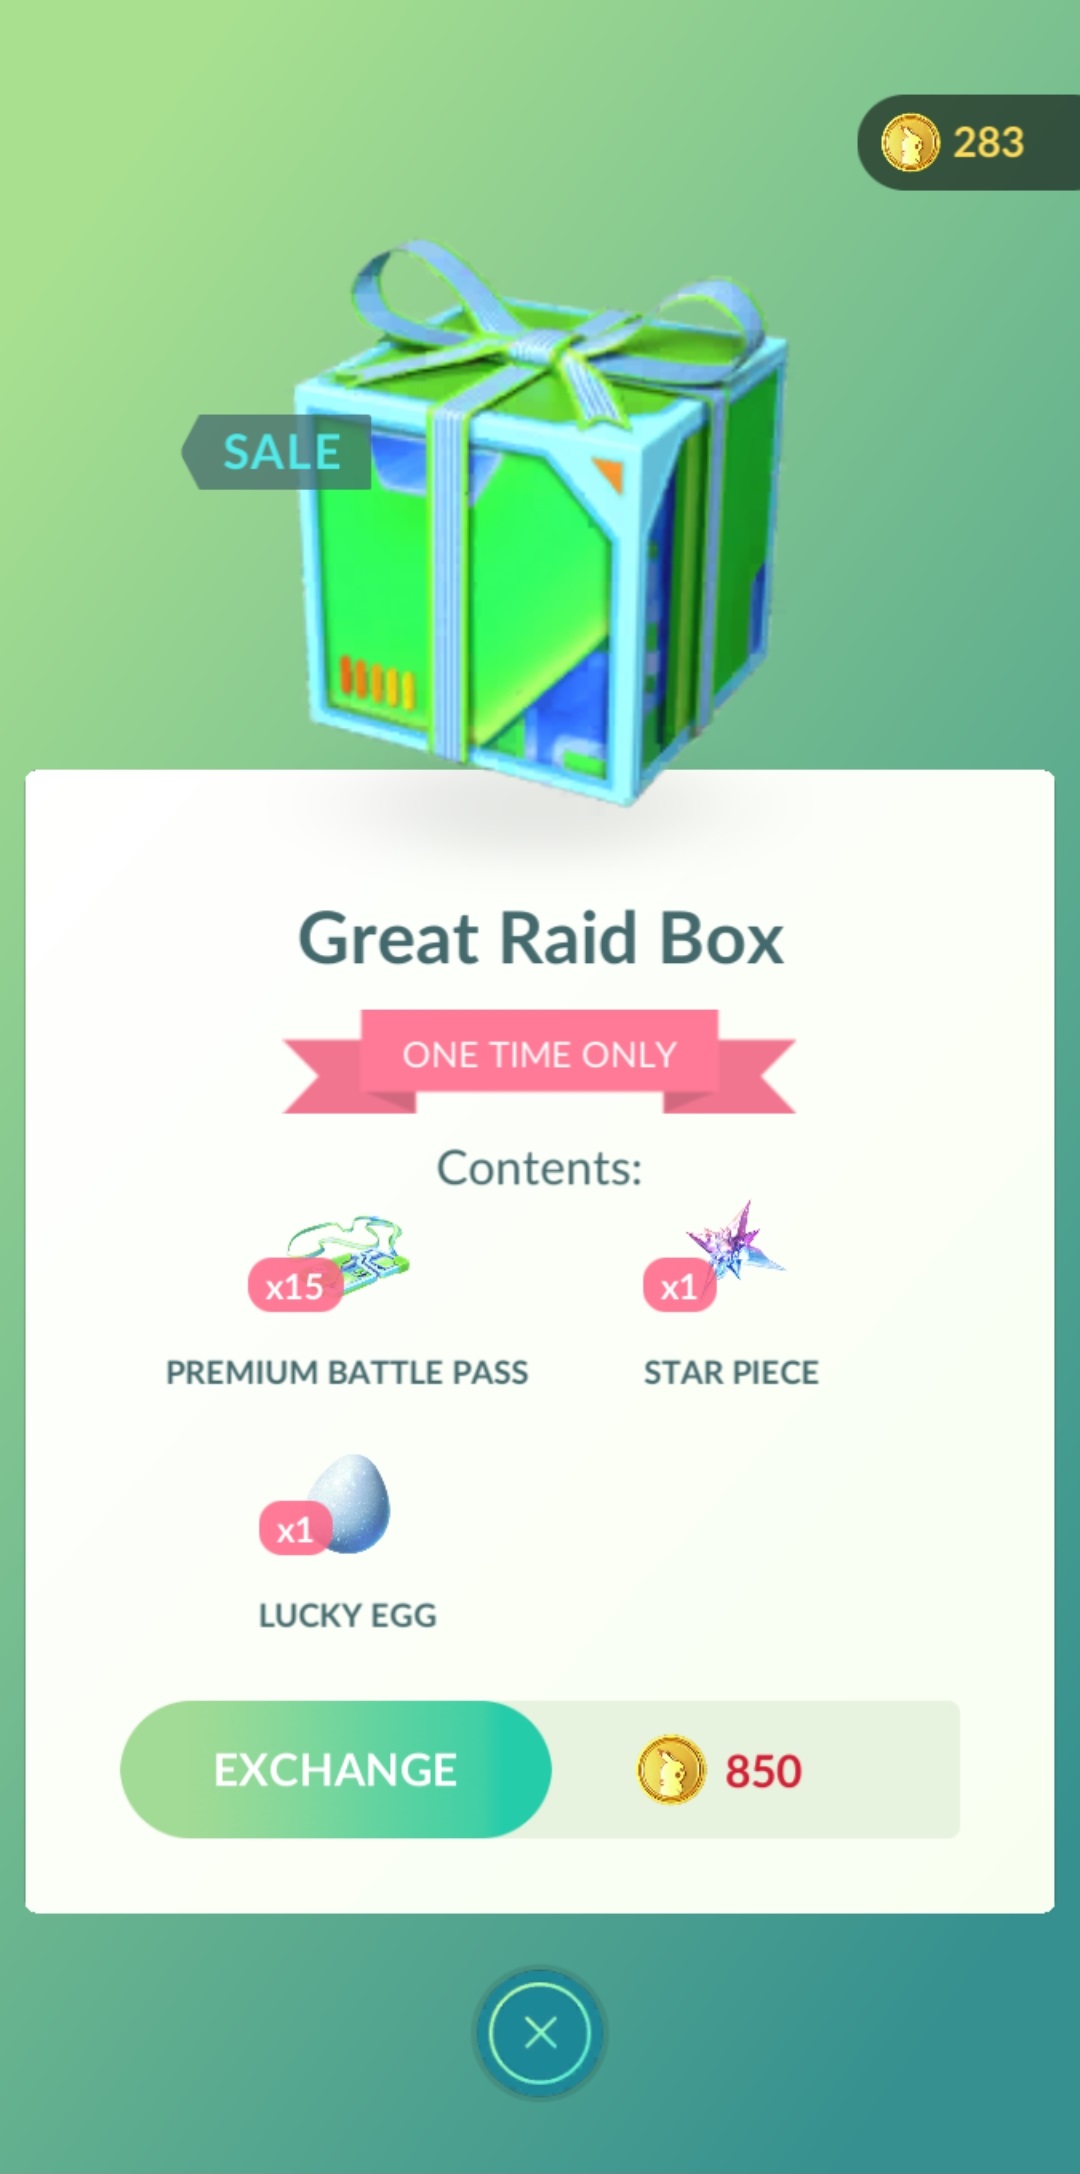 283
SALE
Great Raid Box
ONE TIME ONLY
Contents:
x15
x1
PREMIUM BATTLE PASS
STAR PIECE
x1
LUCKY EGG
EXCHANGE
850